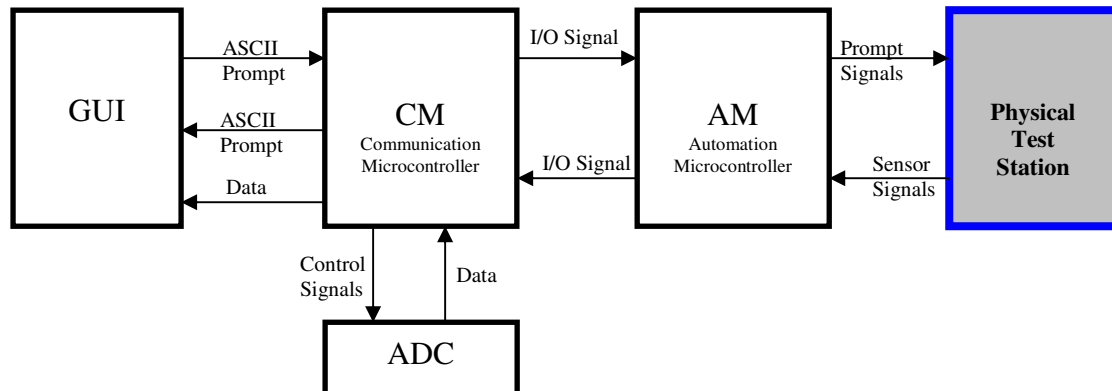 GUI
ASCII
Prompt
ASCII
Prompt
Data
CM
Communication
Microcontroller
I/O Signal
I/O Signal
AM
Automation
Microcontroller
Prompt
Signals
Sensor
Signals
Physical
Test
Station
Control
Signals
Data
ADC